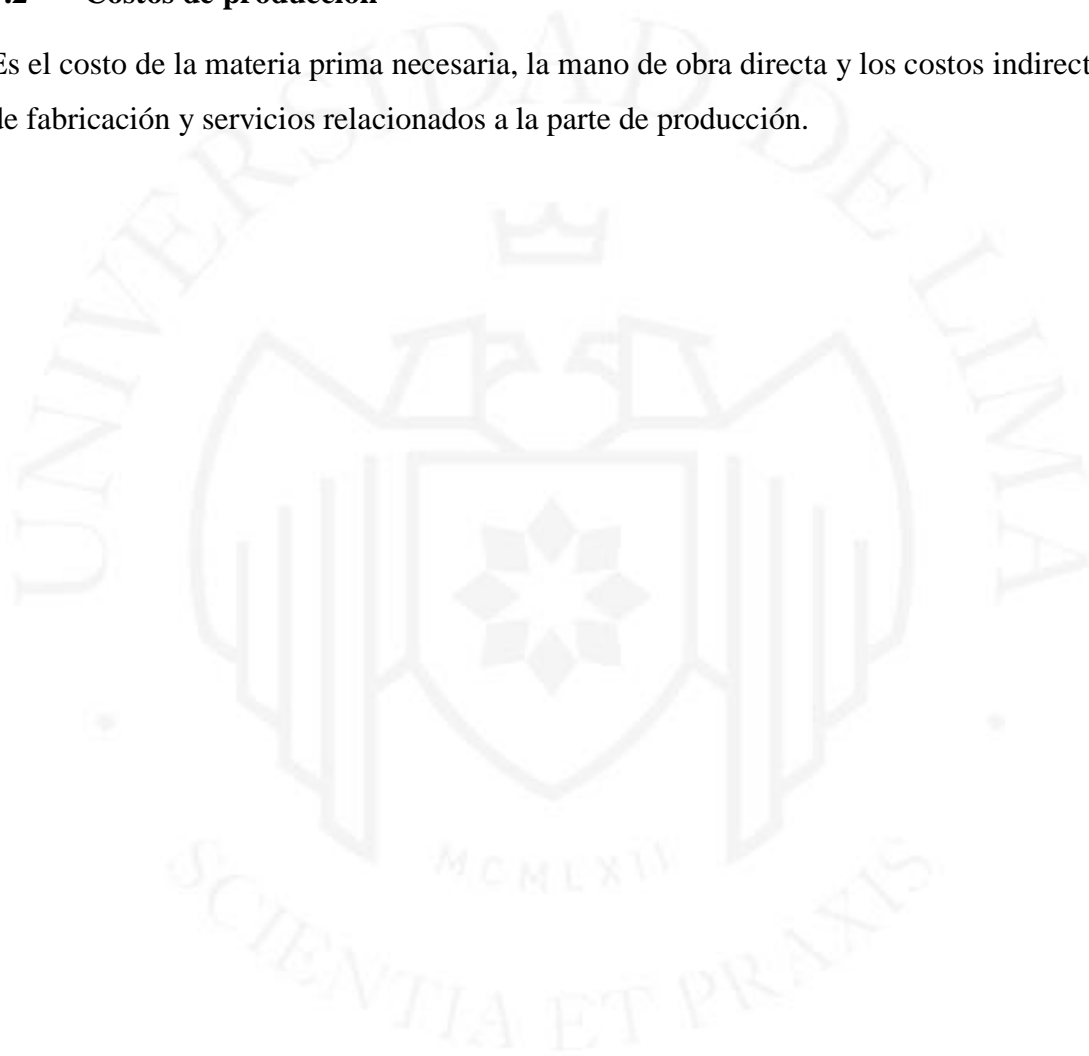 .2 Costos de producción
Es el costo de la materia prima necesaria, la mano de obra directa y los costos indirect
de fabricación y servicios relacionados a la parte de producción.
UNIVERSIDAD DE LIMA
MCMLXII
SCIENTIA ET PRAXIS